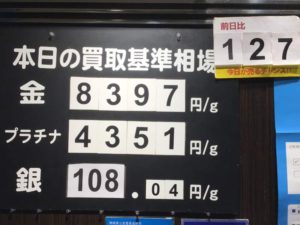 前日比
127
本日の買取基準相場
金 8397 円/g
プラチナ 4351 円/g
銀 108.04 円/g